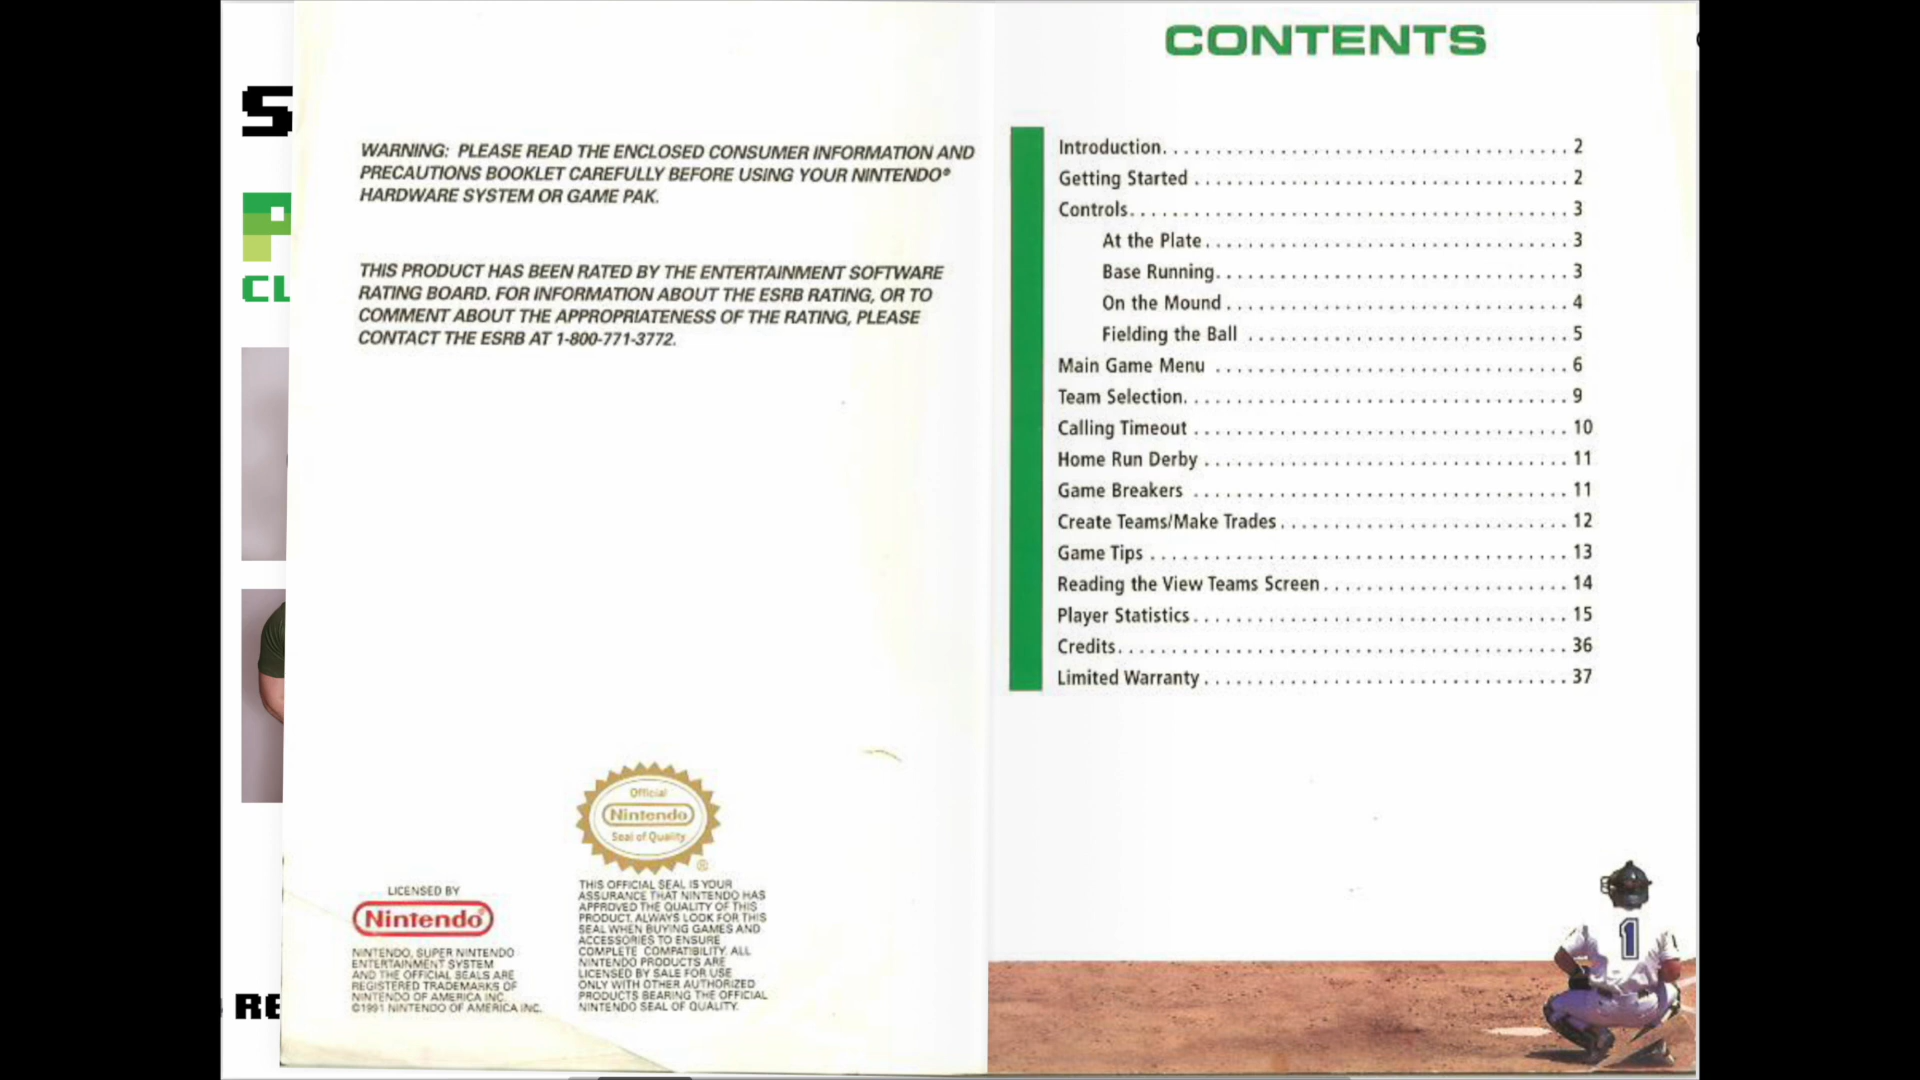 CONTENTS
WARNING: PLEASE READ THE ENCLOSED CONSUMER INFORMATION AND
PRECAUTIONS BOOKLET CAREFULLY BEFORE USING YOUR NINTENDO®
HARDWARE SYSTEM OR GAME PAK.
THIS PRODUCT HAS BEEN RATED BY THE ENTERTAINMENT SOFTWARE
RATING BOARD. FOR INFORMATION ABOUT THE ESRB RATING, OR TO
COMMENT ABOUT THE APPROPRIATENESS OF THE RATING, PLEASE
CONTACT THE ESRB AT 1-800-771-3772.
Official
Nintendo
Seal of Quality
®
LICENSED BY
Nintendo®
NINTENDO, SUPER NINTENDO
ENTERTAINMENT SYSTEM
AND THE OFFICIAL SEALS ARE
REGISTERED TRADEMARKS OF
NINTENDO OF AMERICA INC.
©1991 NINTENDO OF AMERICA INC.
THIS OFFICIAL SEAL IS YOUR
ASSURANCE THAT NINTENDO HAS
APPROVED THE QUALITY OF THIS
PRODUCT. ALWAYS LOOK FOR THIS
SEAL WHEN BUYING GAMES AND
ACCESSORIES TO ENSURE
COMPLETE COMPATIBILITY. ALL
NINTENDO PRODUCTS ARE
LICENSED BY SALE FOR USE
ONLY WITH OTHER AUTHORIZED
PRODUCTS BEARING THE OFFICIAL
NINTENDO SEAL OF QUALITY.
Introduction. . . . . . . . . . . . . . . . . . . . 2
Getting Started . . . . . . . . . . . . . . . . . . . . 2
Controls. . . . . . . . . . . . . . . . . . . . 3
At the Plate. . . . . . . . . . . . . . . . . . . . 3
Base Running. . . . . . . . . . . . . . . . . . . . 3
On the Mound . . . . . . . . . . . . . . . . . . . . 4
Fielding the Ball . . . . . . . . . . . . . . . . . . . . 5
Main Game Menu . . . . . . . . . . . . . . . . . . . . 6
Team Selection. . . . . . . . . . . . . . . . . . . . 9
Calling Timeout . . . . . . . . . . . . . . . . . . . . 10
Home Run Derby . . . . . . . . . . . . . . . . . . . . 11
Game Breakers . . . . . . . . . . . . . . . . . . . . 11
Create Teams/Make Trades . . . . . . . . . . . . . . . . . . . . 12
Game Tips . . . . . . . . . . . . . . . . . . . . 13
Reading the View Teams Screen . . . . . . . . . . . . . . . . . . . . 14
Player Statistics . . . . . . . . . . . . . . . . . . . . 15
Credits. . . . . . . . . . . . . . . . . . . . 36
Limited Warranty . . . . . . . . . . . . . . . . . . . . 37
1
S
P
CL
RE